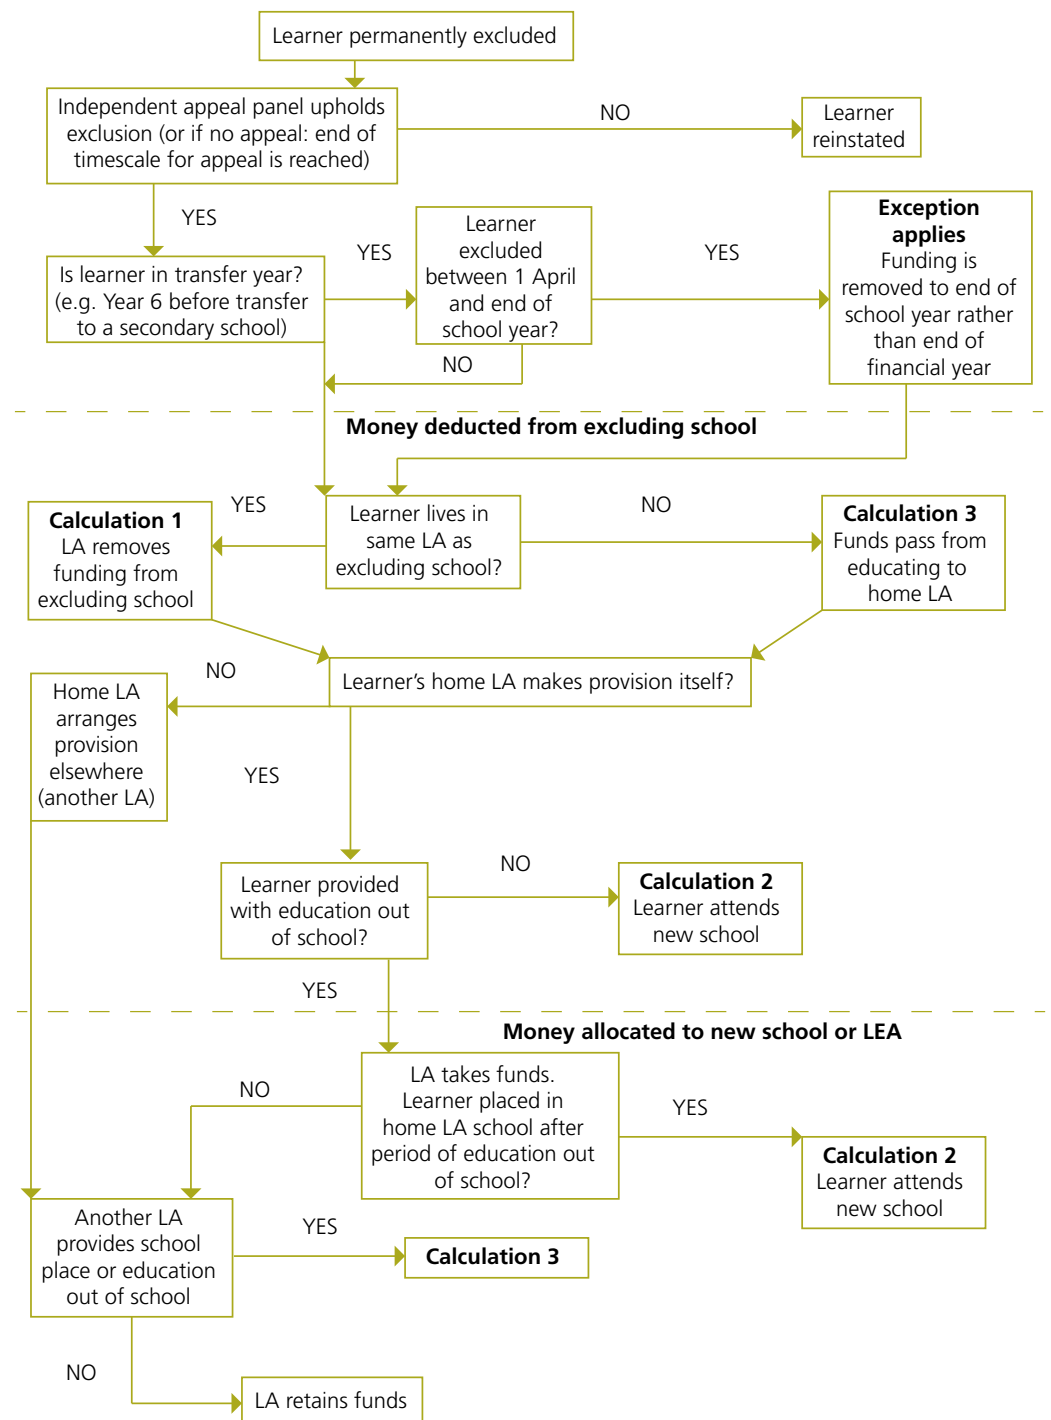 Learner permanently excluded
Independent appeal panel upholds
exclusion (or if no appeal: end of
timescale for appeal is reached)
NO
Learner
reinstated
YES
Is learner in transfer year?
(e.g. Year 6 before transfer
to a secondary school)
YES
Learner
excluded
between 1 April
and end of
school year?
YES
Exception
applies
Funding is
removed to end of
school year rather
than end of
financial year
NO
Money deducted from excluding school
Learner lives in
same LA as
excluding school?
YES
Calculation 1
LA removes
funding from
excluding school
NO
Calculation 3
Funds pass from
educating to
home LA
Learner's home LA makes provision itself?
NO
Home LA
arranges
provision
elsewhere
(another LA)
YES
Learner provided
with education out
of school?
NO
Calculation 2
Learner attends
new school
YES
Money allocated to new school or LEA
LA takes funds.
Learner placed in
home LA school after
period of education out
of school?
NO
YES
Calculation 2
Learner attends
new school
Another LA
provides school
place or education
out of school
YES
Calculation 3
NO
LA retains funds